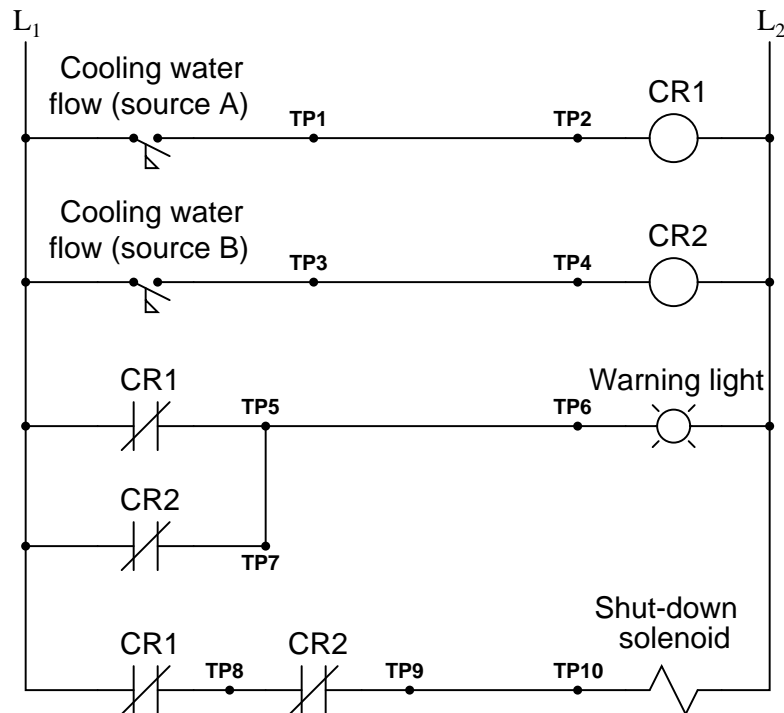 L1
L2
Cooling water
flow (source A)
TP1
TP2
CR1
Cooling water
flow (source B)
TP3
TP4
CR2
CR1
TP5
TP6
Warning light
CR2
TP7
CR1
TP8
CR2
TP9
TP10
Shut-down
solenoid